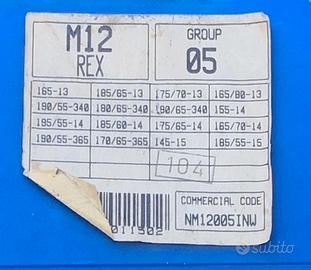 M12
REX
GROUP
05
165-13 185/65-13 175/70-13 165/80-13
190/55-340 180/65-340 190/65-340 155-14
185/55-14 185/60-14 175/65-14 165/70-14
190/55-365 170/65-365 145-15 185/55-15
104
COMMERCIAL CODE
NM12005INW
011502
subito